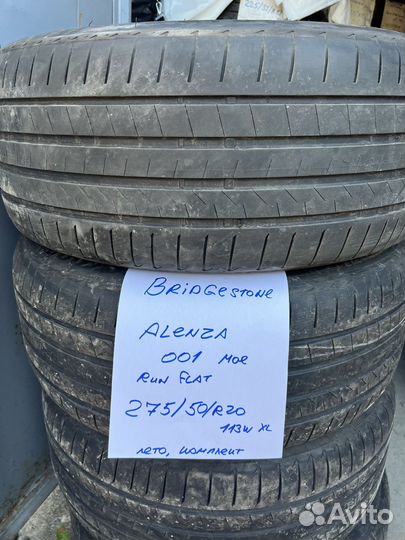 BRIDGESTONE
ALENZA
001 MOE
RUN FLAT
275/50/R20
113W XL
лето, комплект
Avito